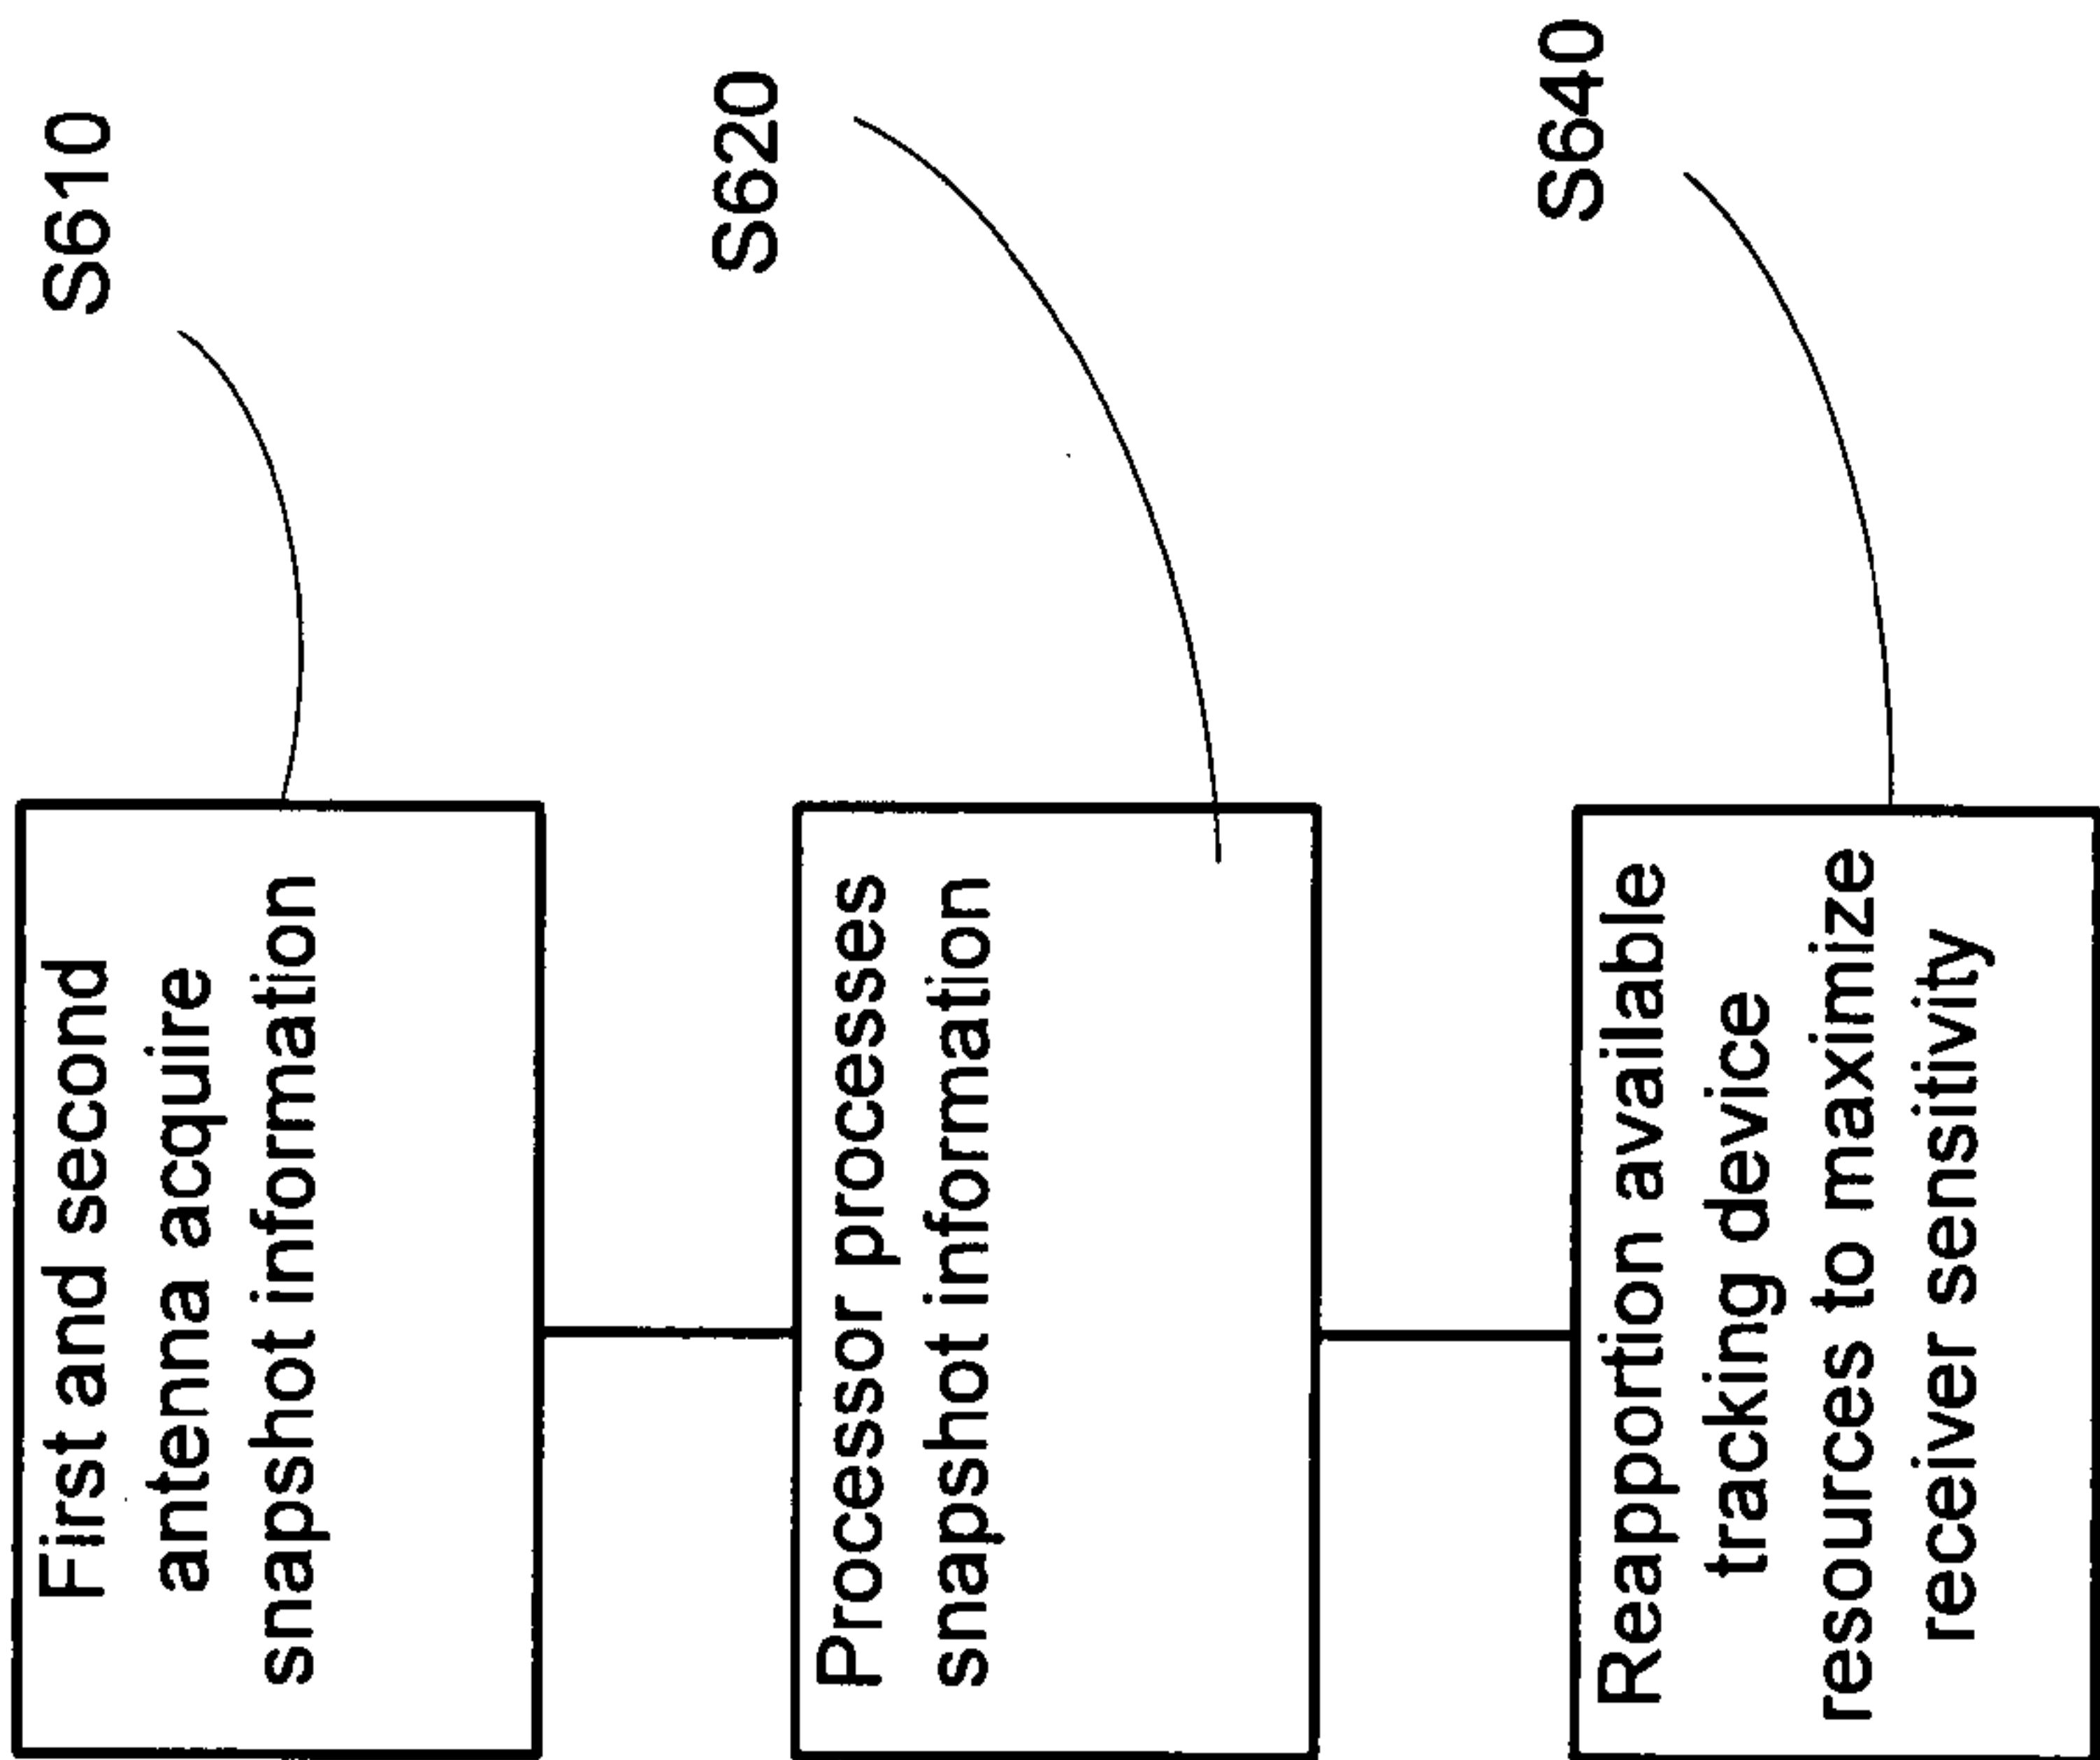 S610
First and second
antenna acquire
snapshot information
S620
Processor processes
snapshot information
S640
Reapportion available
tracking device
resources to maximize
receiver sensitivity